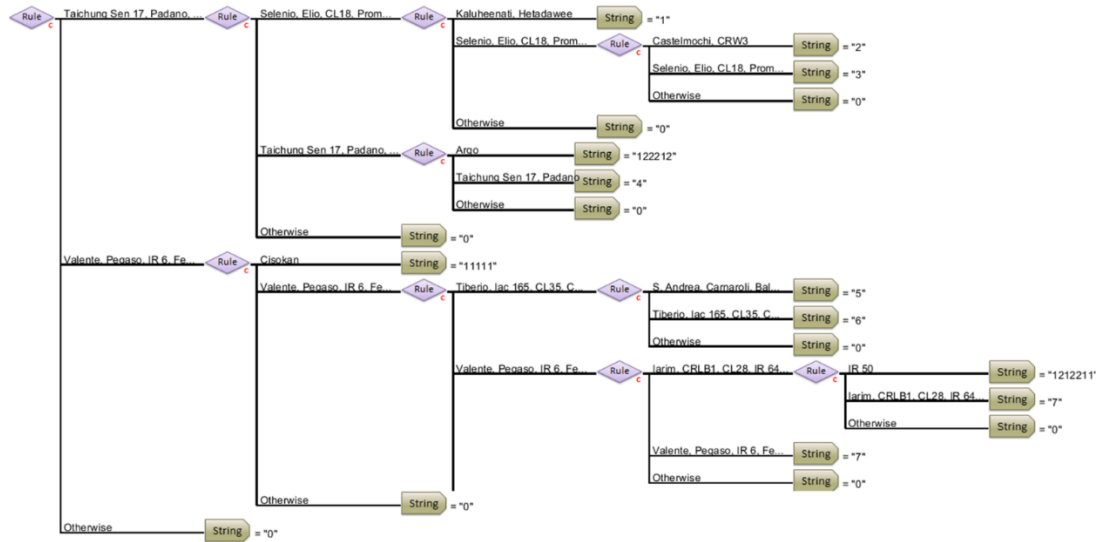 Rule c Taichung Sen 17, Padano, ... Rule c Selenio, Elio, CL18, Prom... Rule c Kaluheenati, Hetadawee String = "1"
Selenio, Elio, CL18, Prom... Rule c Castelmochi, CRW3 String = "2"
Selenio, Elio, CL18, Prom... String = "3"
Otherwise String = "0"
Otherwise String = "0"
Taichung Sen 17, Padano, ... Rule c Argo String = "122212"
Taichung Sen 17, Padano String = "4"
Otherwise String = "0"
Otherwise String = "0"
Valente, Pegaso, IR 6, Fe... Rule c Cisokan String = "11111"
Valente, Pegaso, IR 6, Fe... Rule c Tiberio, Iac 165, CL35, C... Rule c S. Andrea, Carnaroli, Bal... String = "5"
Tiberio, Iac 165, CL35, C... String = "6"
Otherwise String = "0"
Valente, Pegaso, IR 6, Fe... Rule c Iarim, CRLB1, CL28, IR 64... Rule c IR 50 String = "1212211"
Iarim, CRLB1, CL28, IR 64... String = "7"
Otherwise String = "0"
Valente, Pegaso, IR 6, Fe... String = "7"
Otherwise String = "0"
Otherwise String = "0"
Otherwise String = "0"